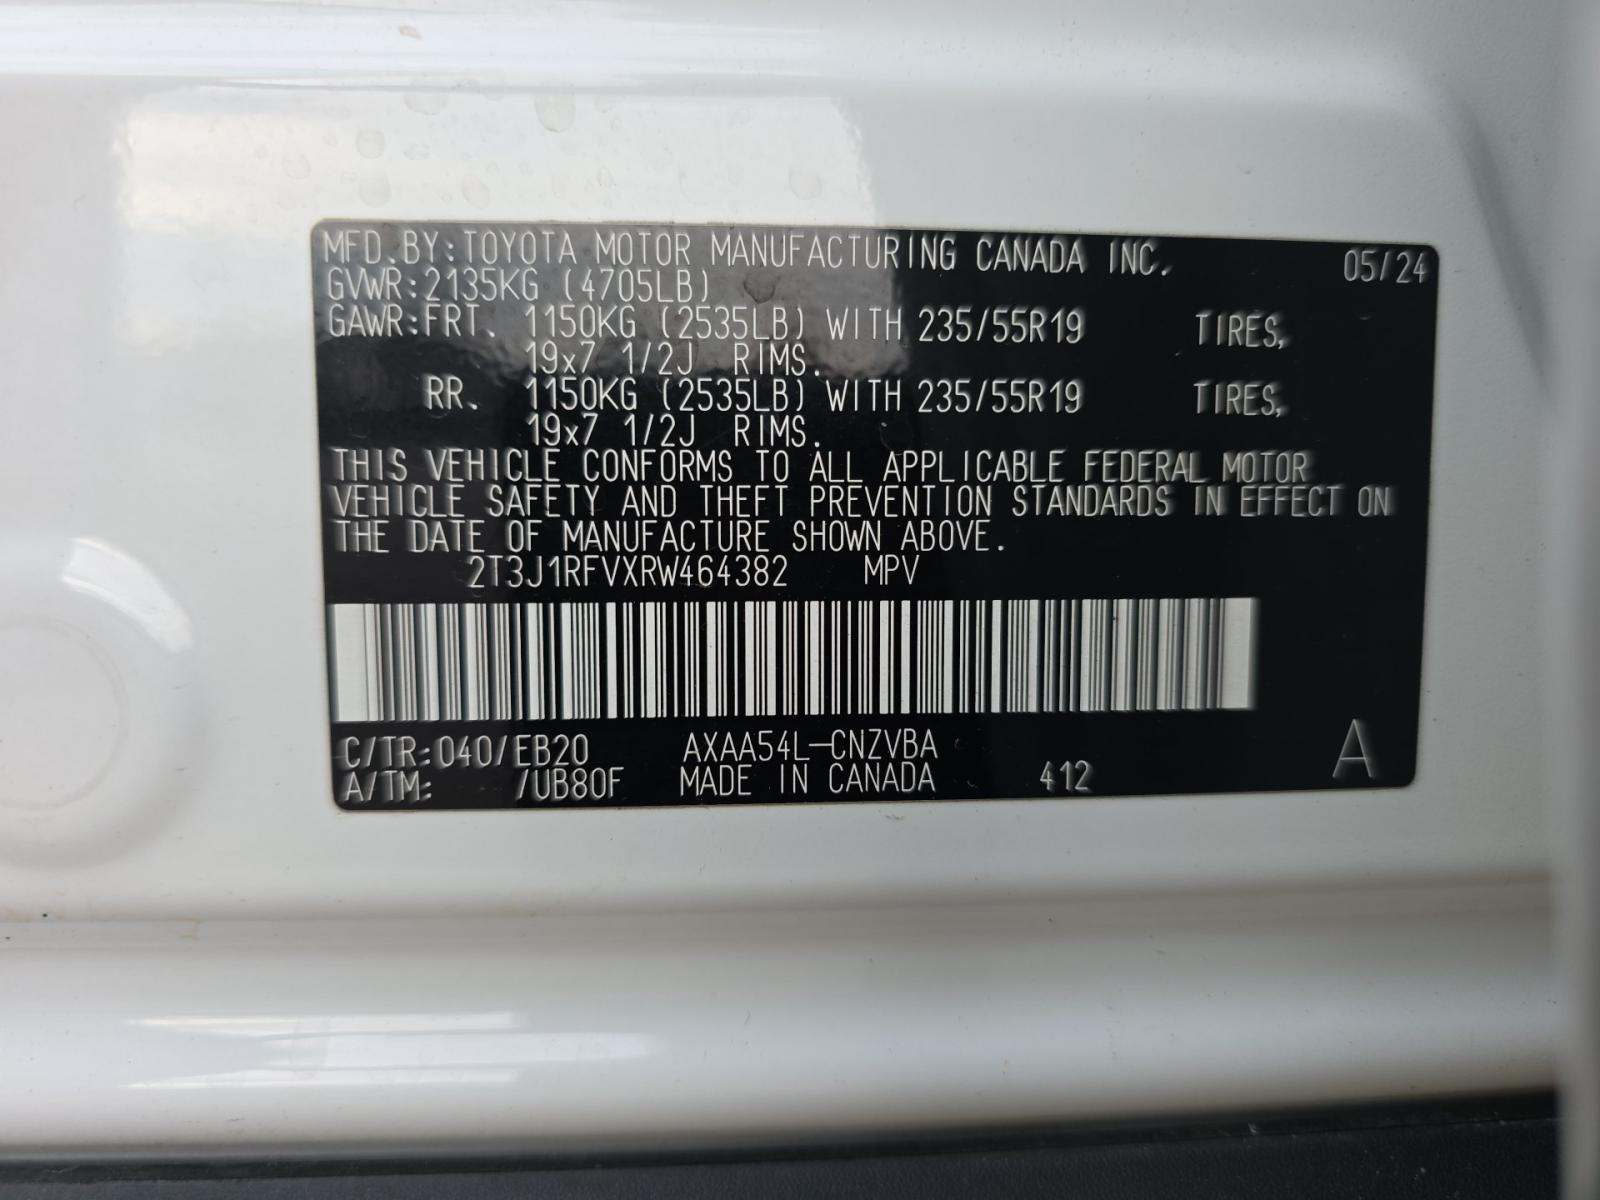 MFD.BY:TOYOTA MOTOR MANUFACTURING CANADA INC. 05/24
GVWR:2135KG (4705LB)
GAWR:FRT. 1150KG (2535LB) WITH 235/55R19 TIRES,
19x7 1/2J RIMS.
RR. 1150KG (2535LB) WITH 235/55R19 TIRES,
19x7 1/2J RIMS.
THIS VEHICLE CONFORMS TO ALL APPLICABLE FEDERAL MOTOR
VEHICLE SAFETY AND THEFT PREVENTION STANDARDS IN EFFECT ON
THE DATE OF MANUFACTURE SHOWN ABOVE.
2T3J1RFVXRW464382 MPV
C/TR:040/EB20 AXAA54L-CNZVBA A
A/TM: /UB80F MADE IN CANADA 412